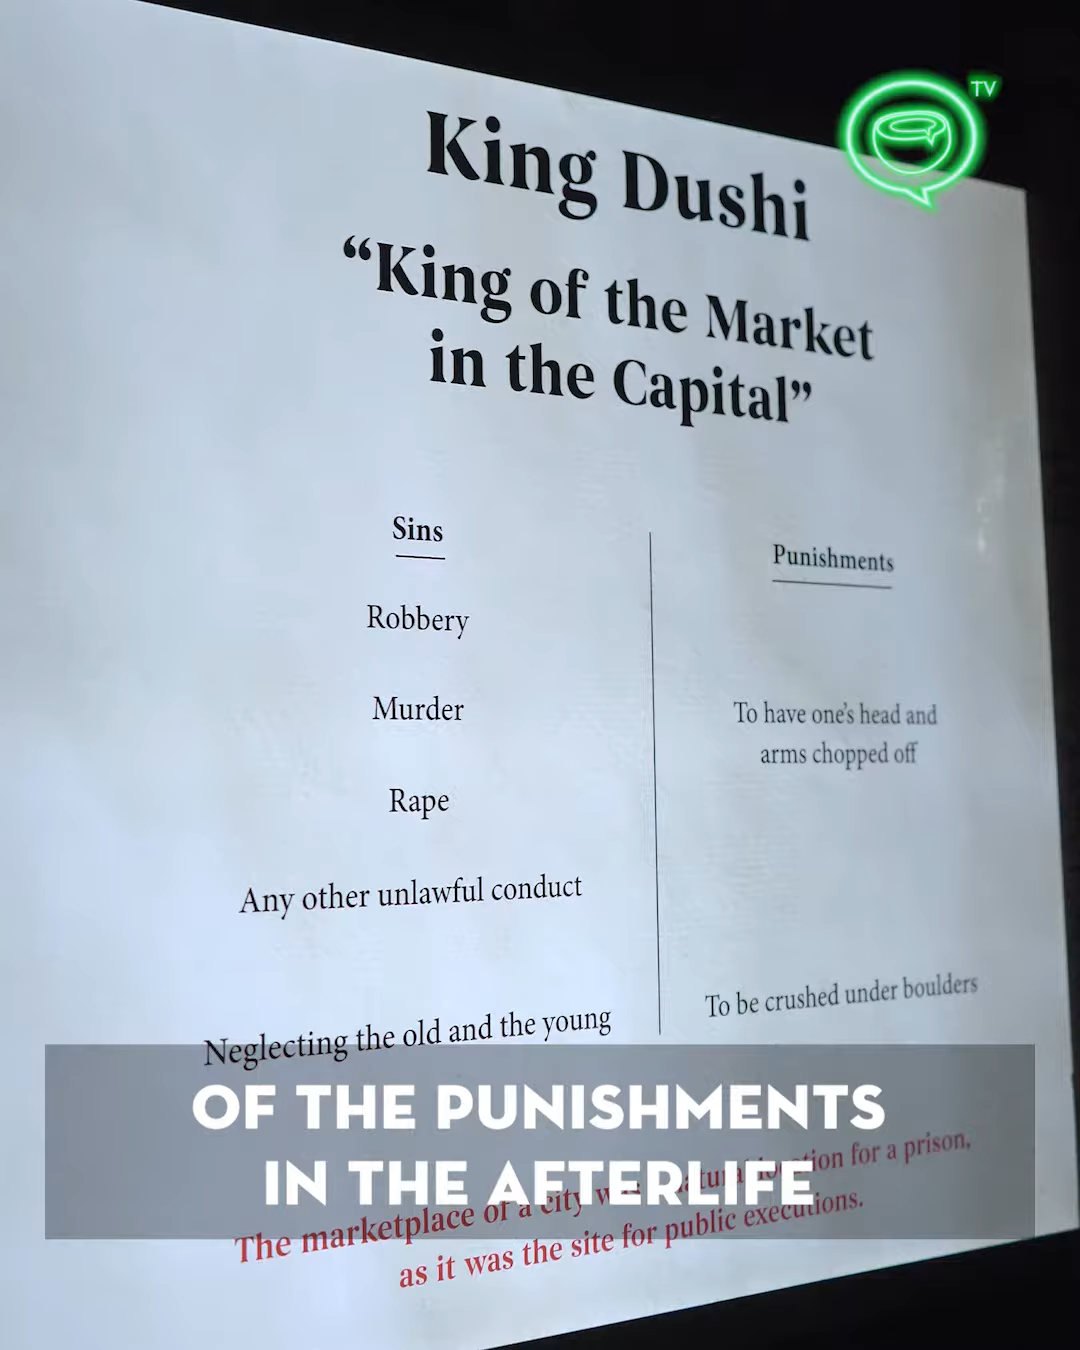 TV
King Dushi
“King of the Market
in the Capital”
Sins
Robbery
Murder
Rape
Any other unlawful conduct
Neglecting the old and the young
Punishments
To have one’s head and
arms chopped off
To be crushed under boulders
OF THE PUNISHMENTS
IN THE AFTERLIFE
The marketplace of a city location for a prison,
as it was the site for public executions.